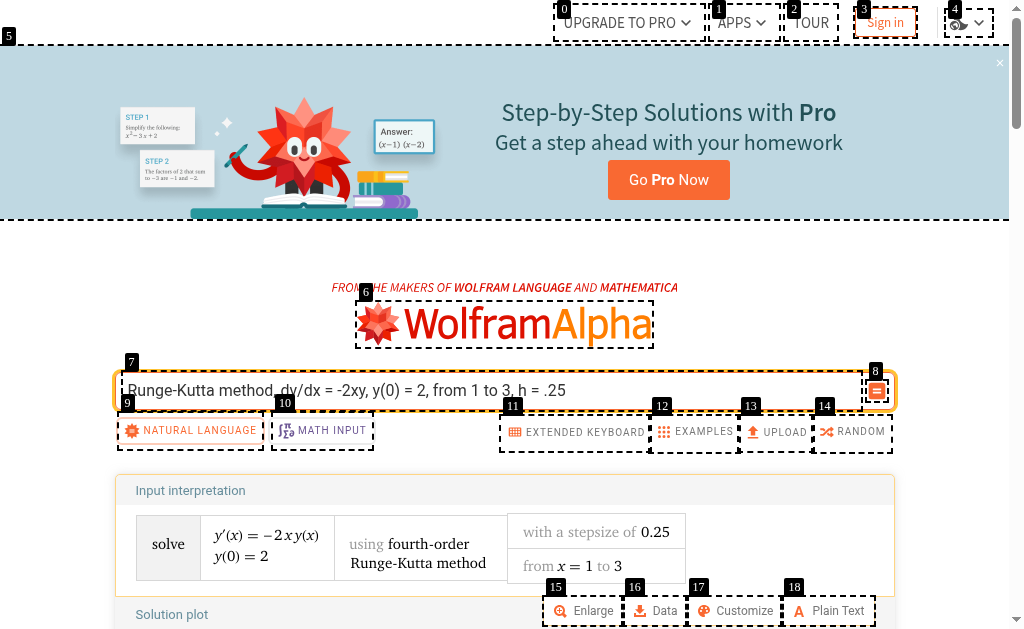 0 1 2 3 4
UPGRADE TO PRO APPS TOUR Sign in
5
STEP 1
Simplify the following:
x² − 3 x + 2
STEP 2
The factors of 2 that sum
to −3 are −1 and −2.
Answer:
(x−1) (x−2)
Step-by-Step Solutions with Pro
Get a step ahead with your homework
Go Pro Now
×
FROM THE MAKERS OF WOLFRAM LANGUAGE AND MATHEMATICA
6
WolframAlpha
7 8
Runge-Kutta method, dy/dx = -2xy, y(0) = 2, from 1 to 3, h = .25
=
9 10 11 12 13 14
NATURAL LANGUAGE MATH INPUT EXTENDED KEYBOARD EXAMPLES UPLOAD RANDOM
Input interpretation
solve
y′(x) = −2 x y(x)
y(0) = 2
using fourth-order
Runge-Kutta method
with a stepsize of 0.25
from x = 1 to 3
15 16 17 18
Solution plot
Enlarge Data Customize Plain Text